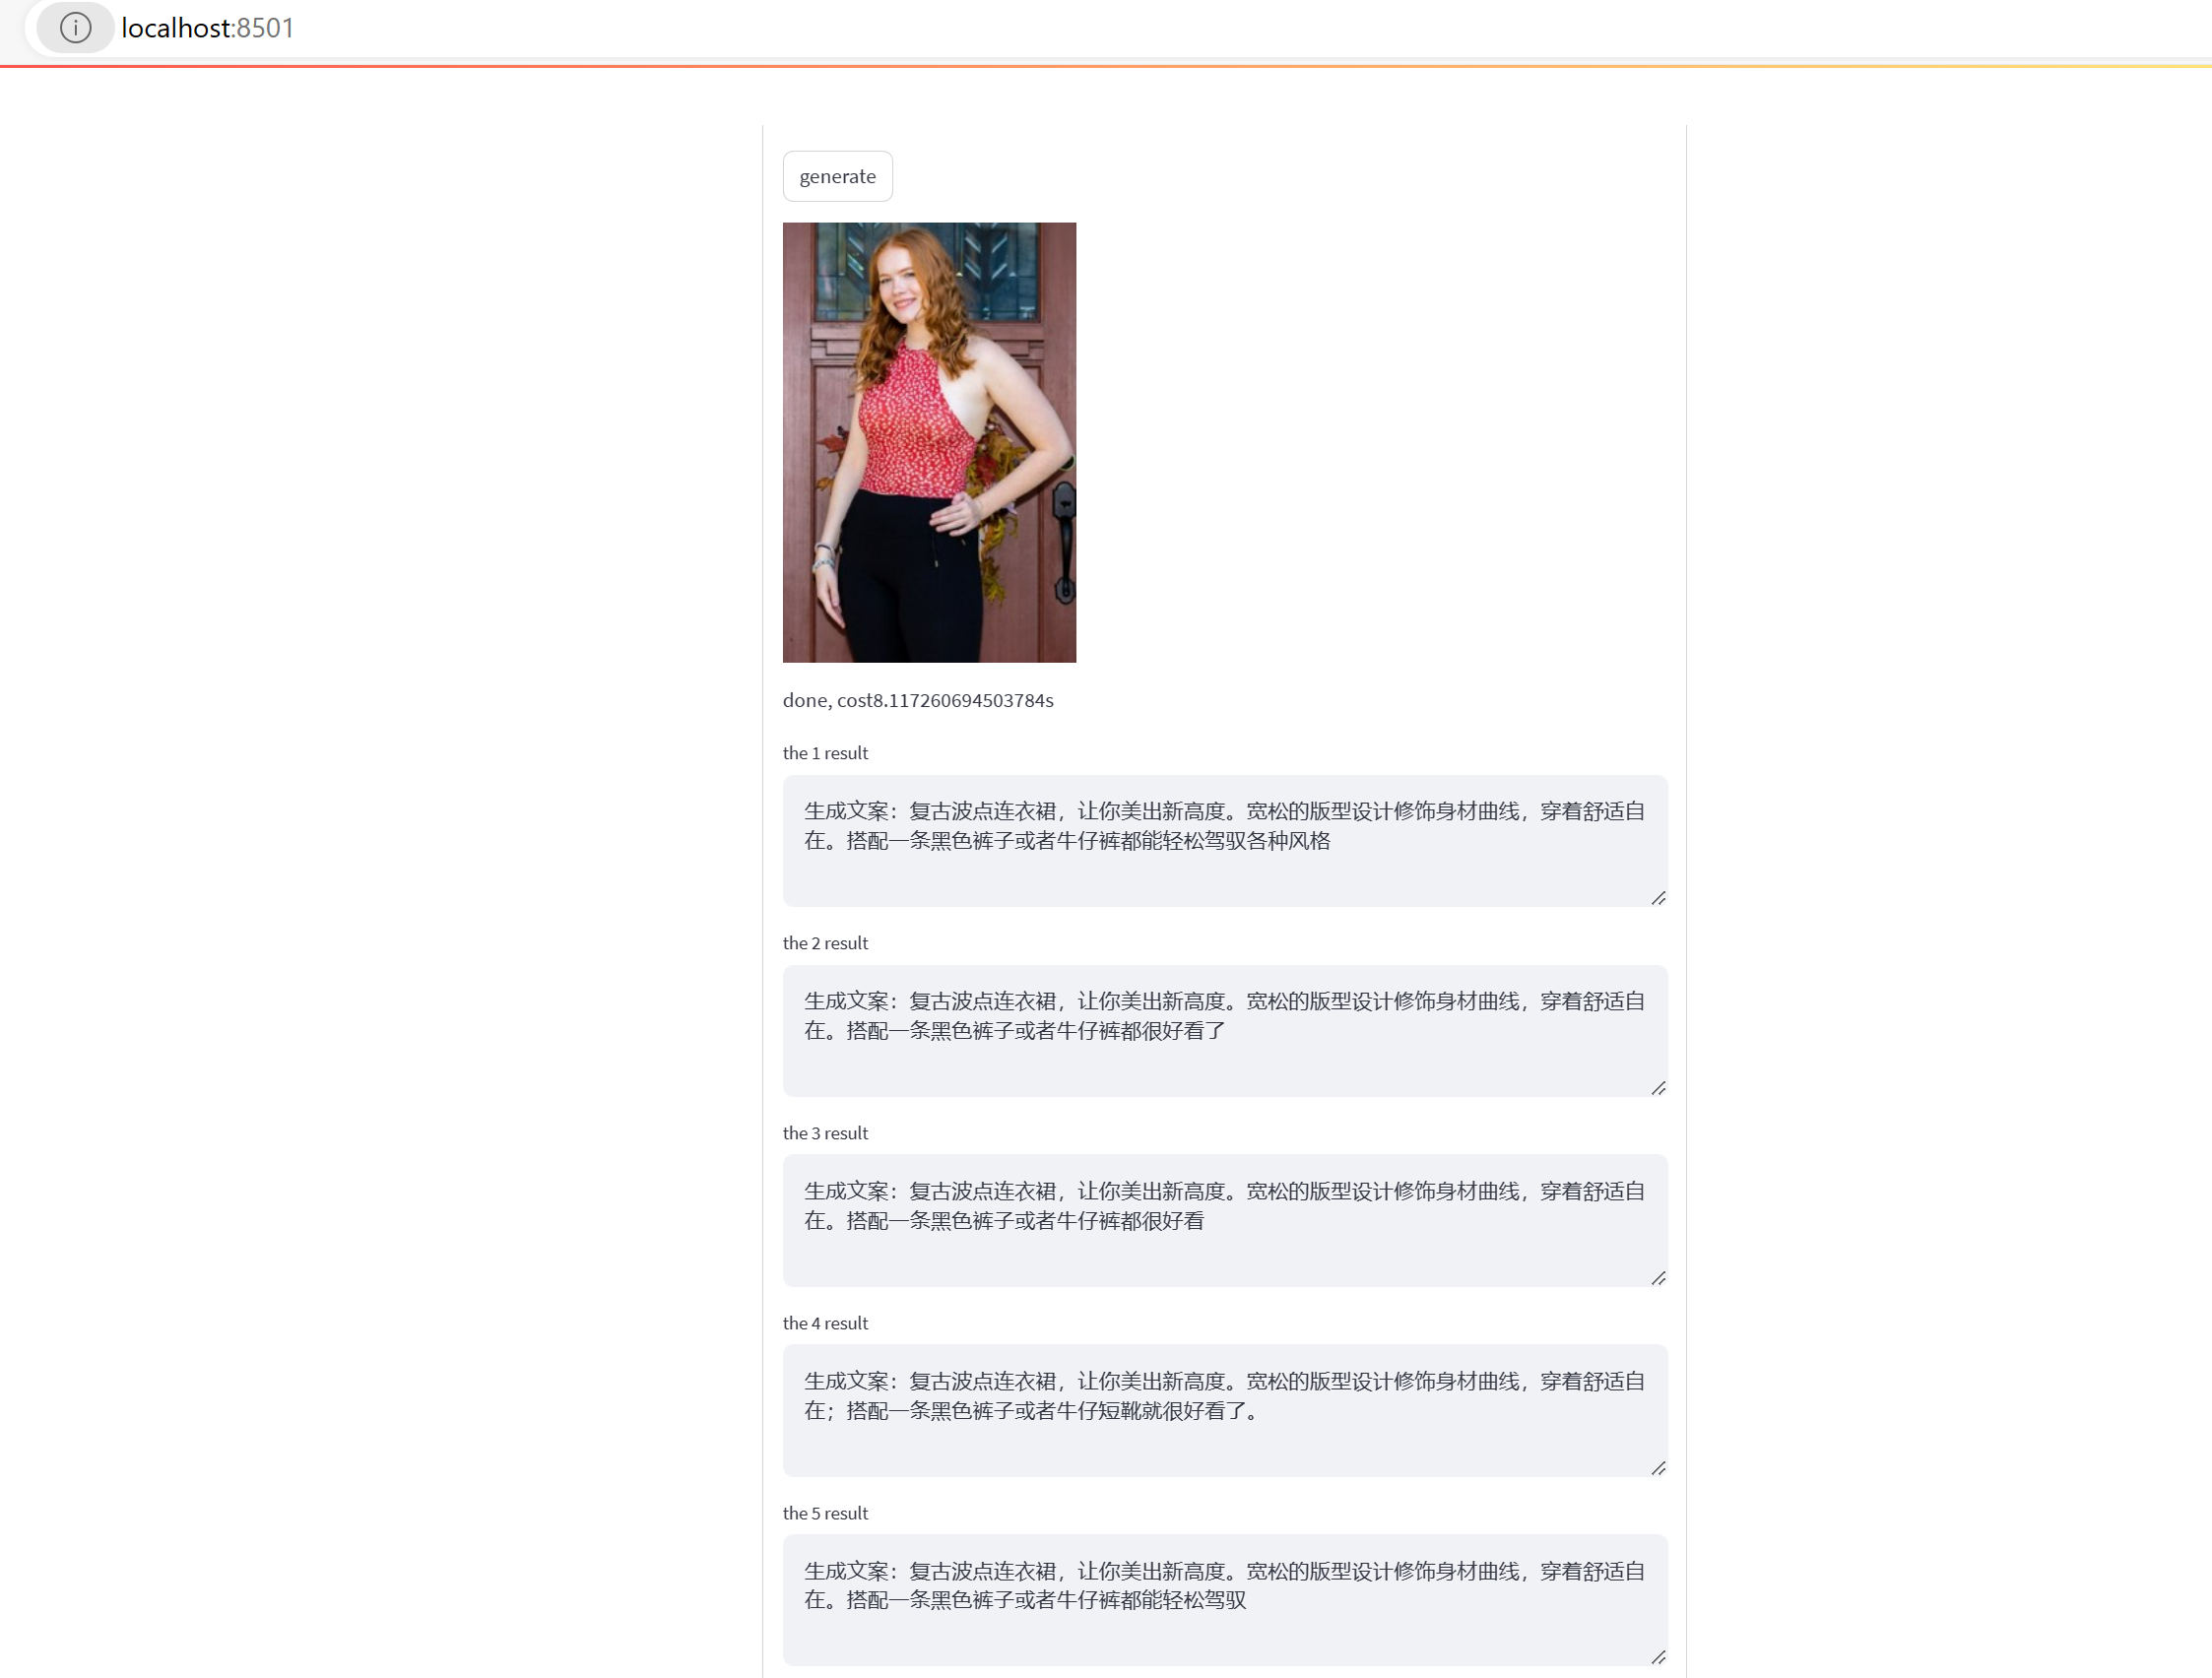 localhost:8501
generate
done, cost8.117260694503784s
the 1 result
生成文案：复古波点连衣裙，让你美出新高度。宽松的版型设计修饰身材曲线，穿着舒适自
在。搭配一条黑色裤子或者牛仔裤都能轻松驾驭各种风格
the 2 result
生成文案：复古波点连衣裙，让你美出新高度。宽松的版型设计修饰身材曲线，穿着舒适自
在。搭配一条黑色裤子或者牛仔裤都很好看了
the 3 result
生成文案：复古波点连衣裙，让你美出新高度。宽松的版型设计修饰身材曲线，穿着舒适自
在。搭配一条黑色裤子或者牛仔裤都很好看
the 4 result
生成文案：复古波点连衣裙，让你美出新高度。宽松的版型设计修饰身材曲线，穿着舒适自
在；搭配一条黑色裤子或者牛仔短靴就很好看了。
the 5 result
生成文案：复古波点连衣裙，让你美出新高度。宽松的版型设计修饰身材曲线，穿着舒适自
在。搭配一条黑色裤子或者牛仔裤都能轻松驾驭